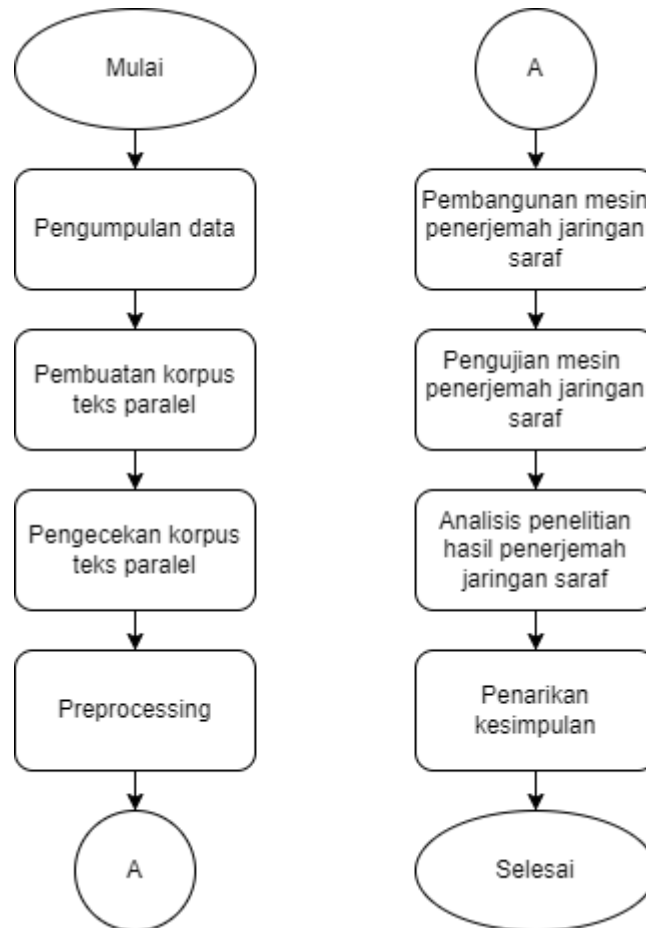 Mulai
Pengumpulan data
Pembuatan korpus
teks paralel
Pengecekan korpus
teks paralel
Preprocessing
A
A
Pembangunan mesin
penerjemah jaringan
saraf
Pengujian mesin
penerjemah jaringan
saraf
Analisis penelitian
hasil penerjemah
jaringan saraf
Penarikan
kesimpulan
Selesai